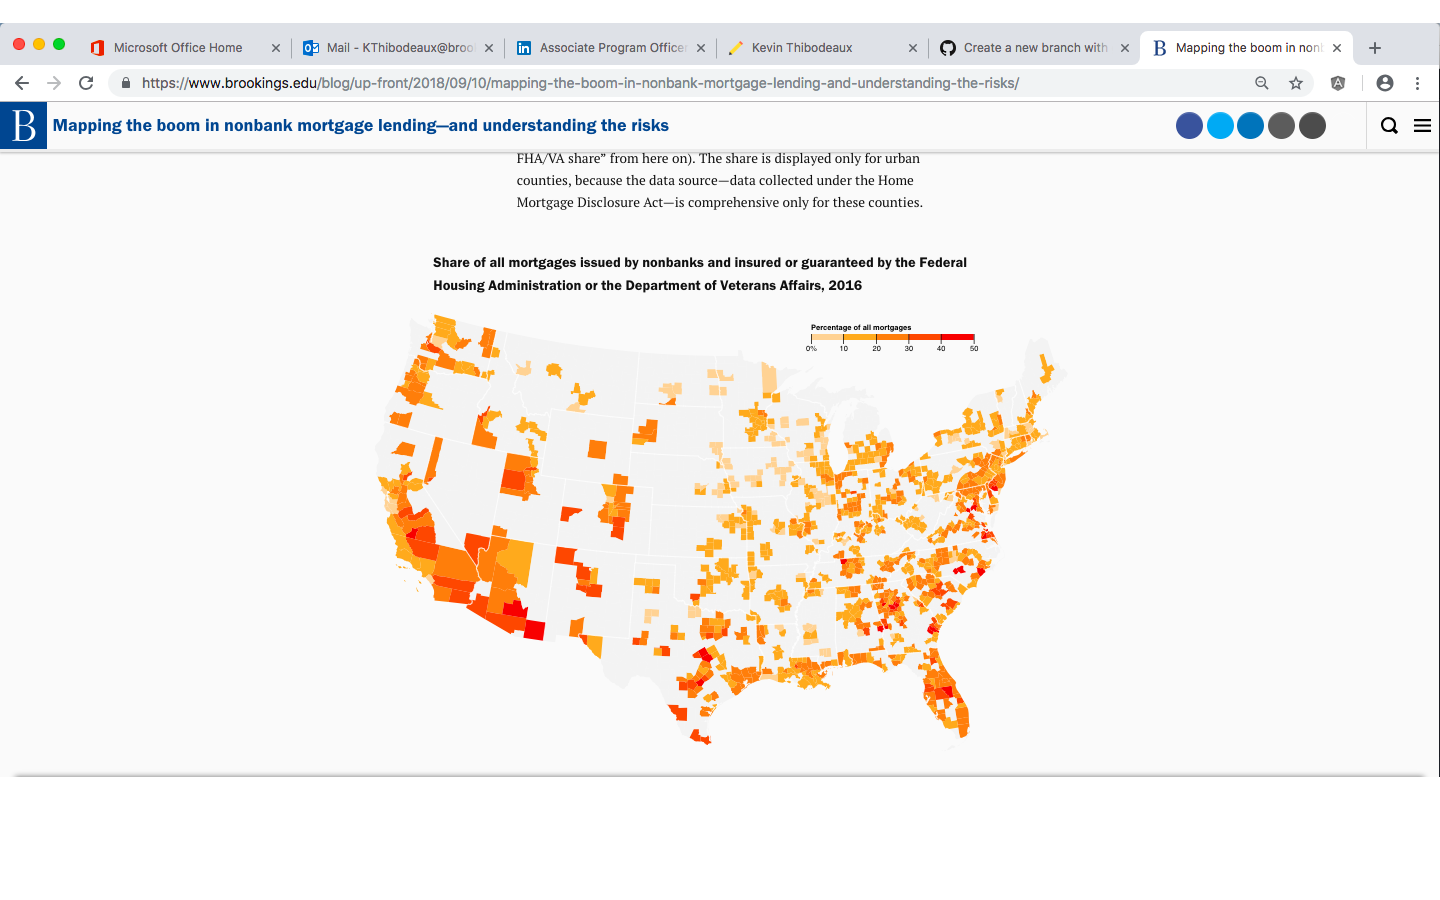 Microsoft Office Home
Mail - KThibodeaux@broo
Associate Program Officer
Kevin Thibodeaux
Create a new branch with
Mapping the boom in non
https://www.brookings.edu/blog/up-front/2018/09/10/mapping-the-boom-in-nonbank-mortgage-lending-and-understanding-the-risks/
B Mapping the boom in nonbank mortgage lending—and understanding the risks
FHA/VA share” from here on). The share is displayed only for urban
counties, because the data source—data collected under the Home
Mortgage Disclosure Act—is comprehensive only for these counties.
Share of all mortgages issued by nonbanks and insured or guaranteed by the Federal
Housing Administration or the Department of Veterans Affairs, 2016
Percentage of all mortgages
0% 10 20 30 40 50